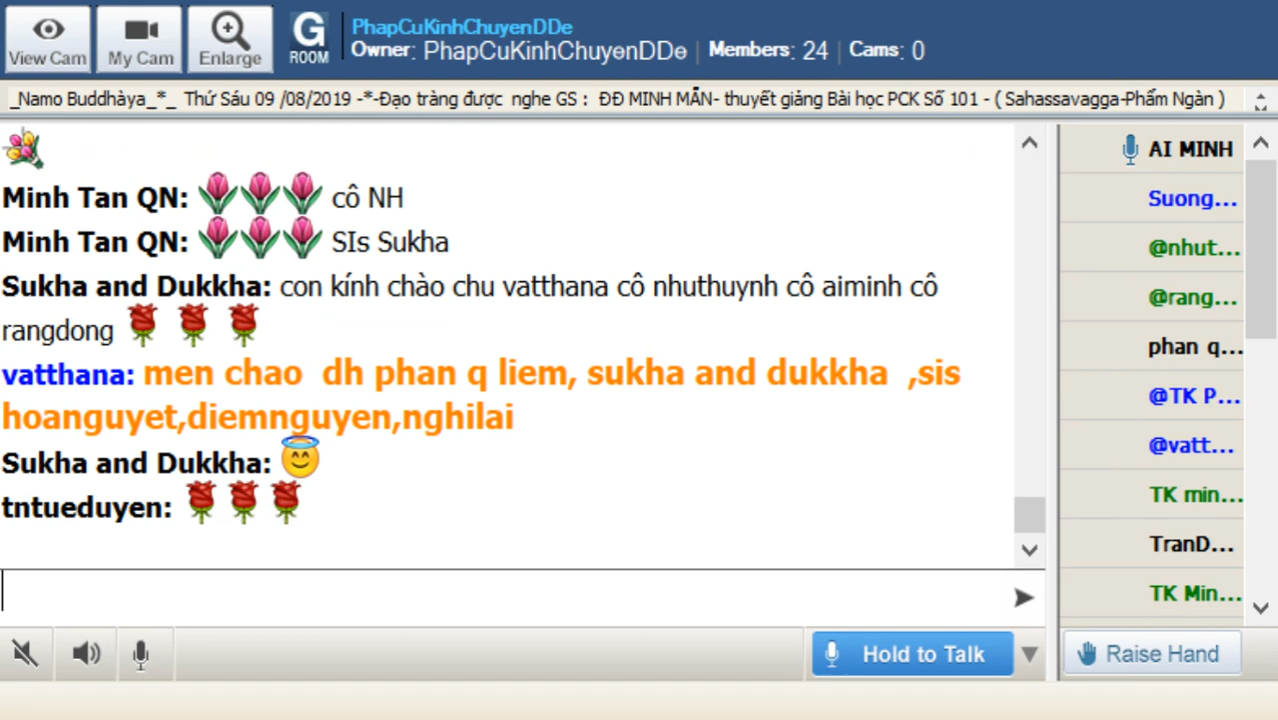 View Cam
My Cam
Enlarge
G
ROOM
PhapCuKinhChuyenDDe
Owner: PhapCuKinhChuyenDDe | Members: 24 | Cams: 0
_Namo Buddhàya_*_ Thứ Sáu 09 /08/2019 -*-Đạo tràng được nghe GS : ĐĐ MINH MẪN- thuyết giảng Bài học PCK Số 101 - ( Sahassavagga-Phẩm Ngàn )
Minh Tan QN: cô NH
Minh Tan QN: SIs Sukha
Sukha and Dukkha: con kính chào chu vatthana cô nhuthuynh cô aiminh cô
rangdong
vatthana: men chao dh phan q liem, sukha and dukkha ,sis
hoanguyet,diemnguyen,nghilai
Sukha and Dukkha:
tntueduyen:
AI MINH
Suong...
@nhut...
@rang...
phan q...
@TK P...
@vatt...
TK min...
TranD...
TK Min...
Hold to Talk
Raise Hand